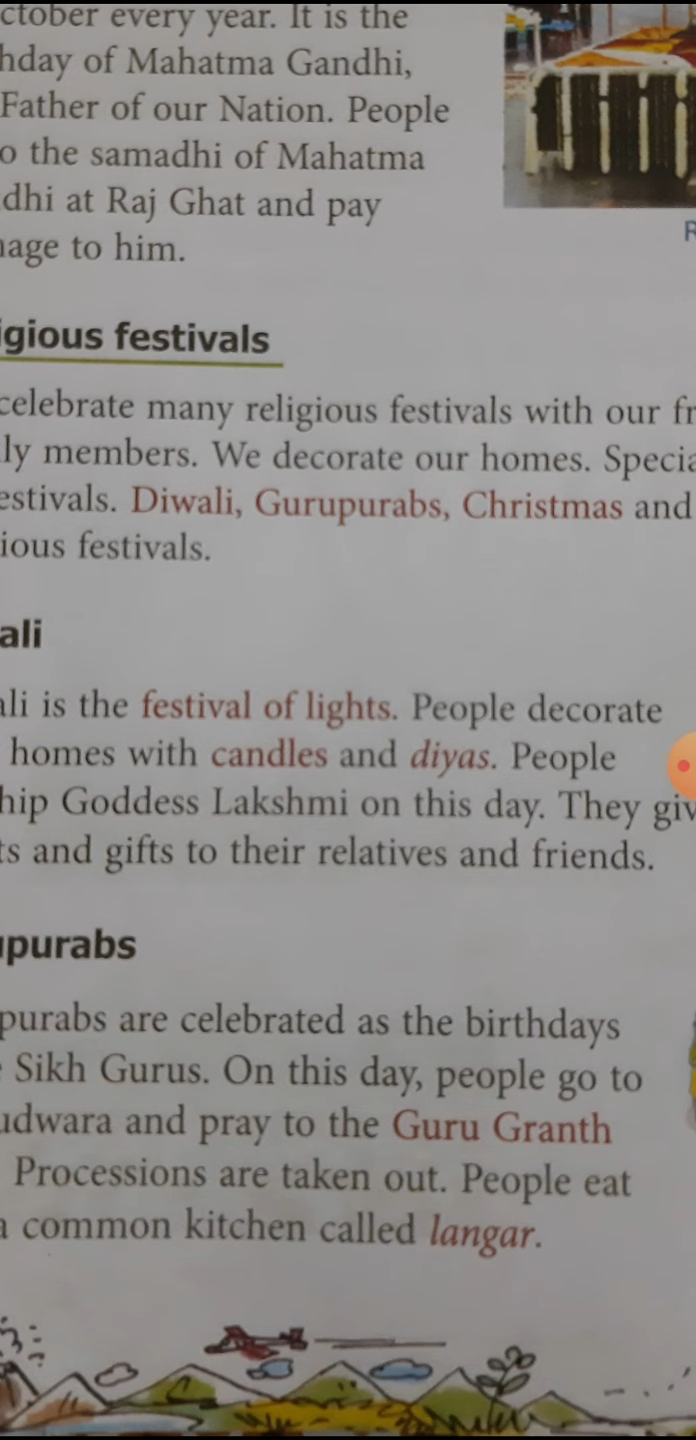 ctober every year. It is the
hday of Mahatma Gandhi,
Father of our Nation. People
o the samadhi of Mahatma
dhi at Raj Ghat and pay
nage to him.
R
igious festivals
celebrate many religious festivals with our fr
ly members. We decorate our homes. Specia
estivals. Diwali, Gurupurabs, Christmas and
ious festivals.
ali
ali is the festival of lights. People decorate
homes with candles and diyas. People
hip Goddess Lakshmi on this day. They giv
ts and gifts to their relatives and friends.
upurabs
purabs are celebrated as the birthdays
e Sikh Gurus. On this day, people go to
udwara and pray to the Guru Granth
Processions are taken out. People eat
a common kitchen called langar.